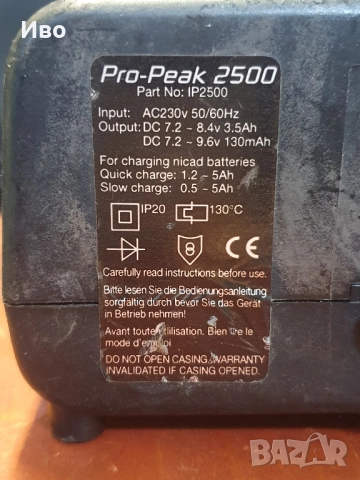 Иво
Pro-Peak 2500
Part No: IP2500
Input: AC230v 50/60Hz
Output: DC 7.2 ~ 8.4v 3.5Ah
DC 7.2 ~ 9.6v 130mAh
For charging nicad batteries
Quick charge: 1.2 ~ 5Ah
Slow charge: 0.5 ~ 5Ah
IP20 130°C
8 CE
Carefully read instructions before use.
Bitte lesen Sie die Bedienungsanleitung
sorgfältig durch bevor Sie das Gerät
in Betrieb nehmen!
Avant toute utilisation. Bien lire le
mode d'emploi
DO NOT OPEN CASING. WARRANTY
INVALIDATED IF CASING OPENED.
BAZAR